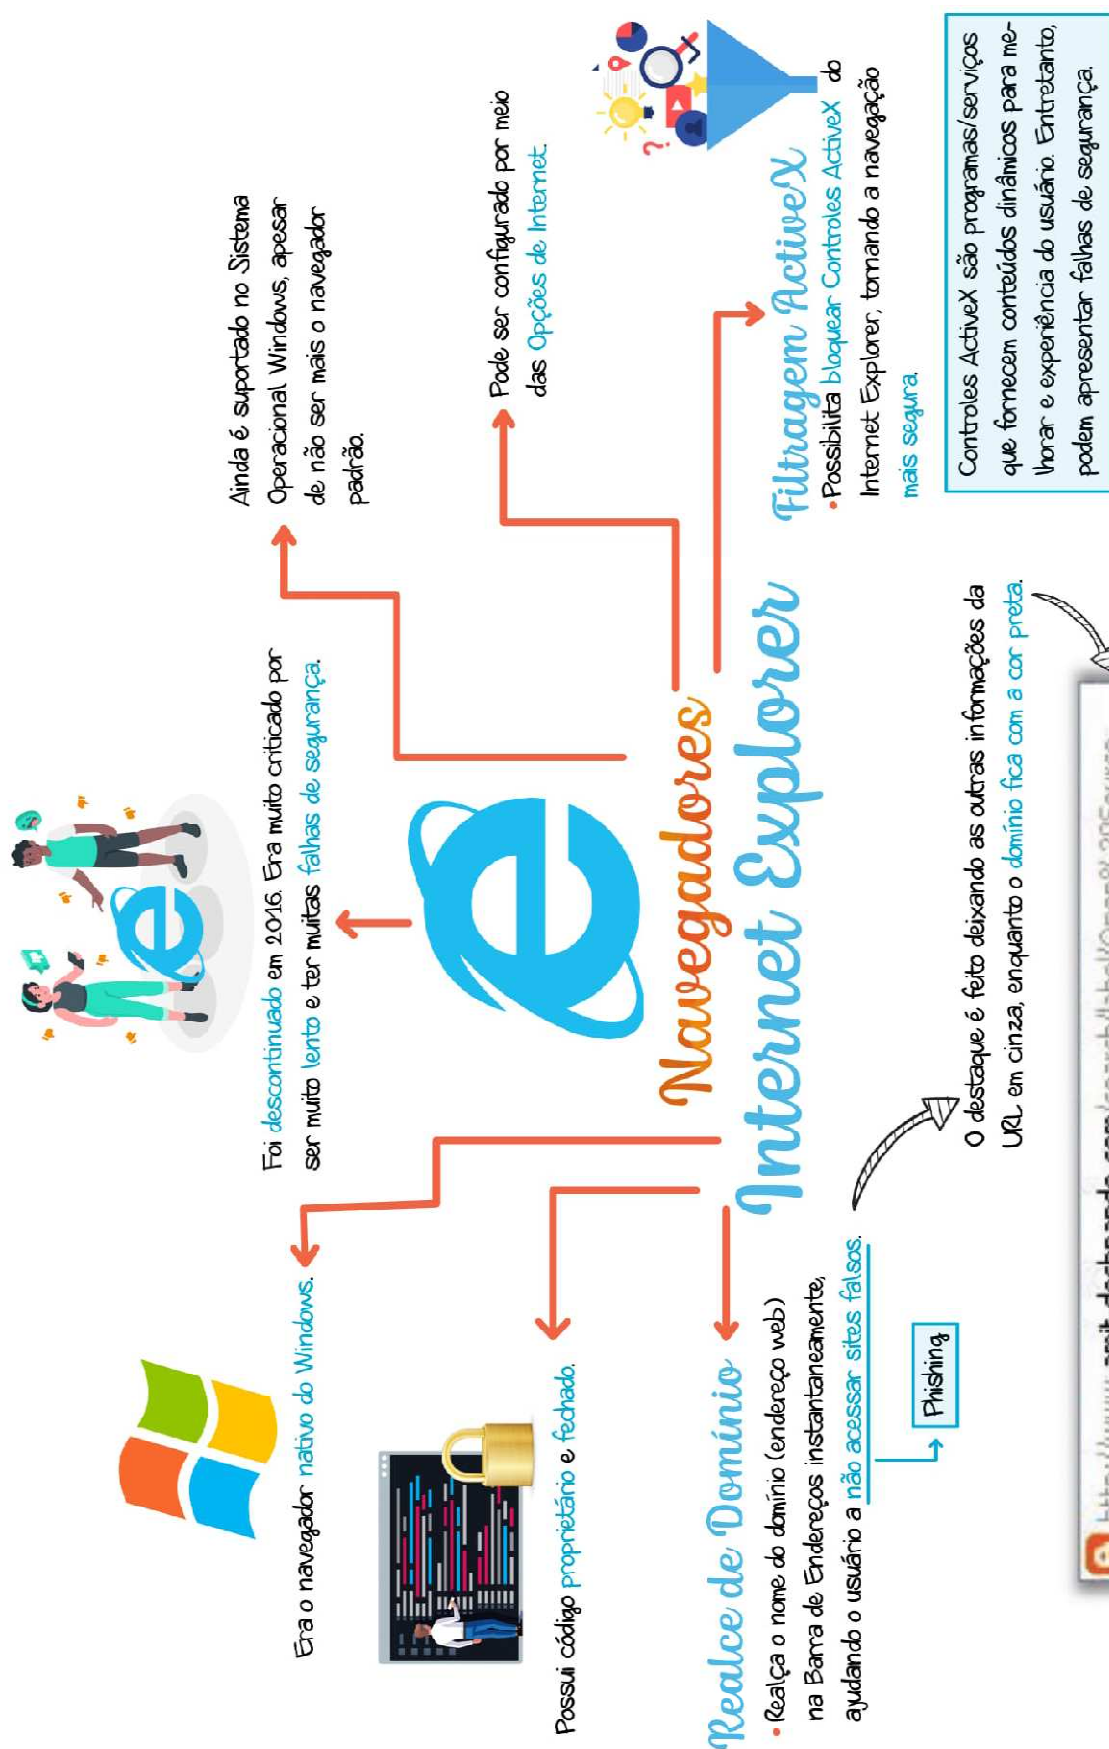 Foi descontinuado em 2016. Era muito criticado por
ser muito lento e ter muitas falhas de segurança.
Ainda é suportado no Sistema
Operacional Windows, apesar
de não ser mais o navegador
padrão.
Era o navegador nativo do Windows.
Pode ser configurado por meio
das Opções de Internet.
Possui código proprietário e fechado.
Navegadores
Internet Explorer
Realce de Domínio
• Realça o nome do domínio (endereço web)
na Barra de Endereços instantaneamente,
ajudando o usuário a não acessar sites falsos.
Phishing
O destaque é feito deixando as outras informações da
URL em cinza, enquanto o domínio fica com a cor preta.
Filtragem ActiveX
• Possibilita bloquear Controles ActiveX do
Internet Explorer, tornando a navegação
mais segura.
Controles ActiveX são programas/serviços
que fornecem conteúdos dinâmicos para me-
lhorar e experiência do usuário. Entretanto,
podem apresentar falhas de segurança.